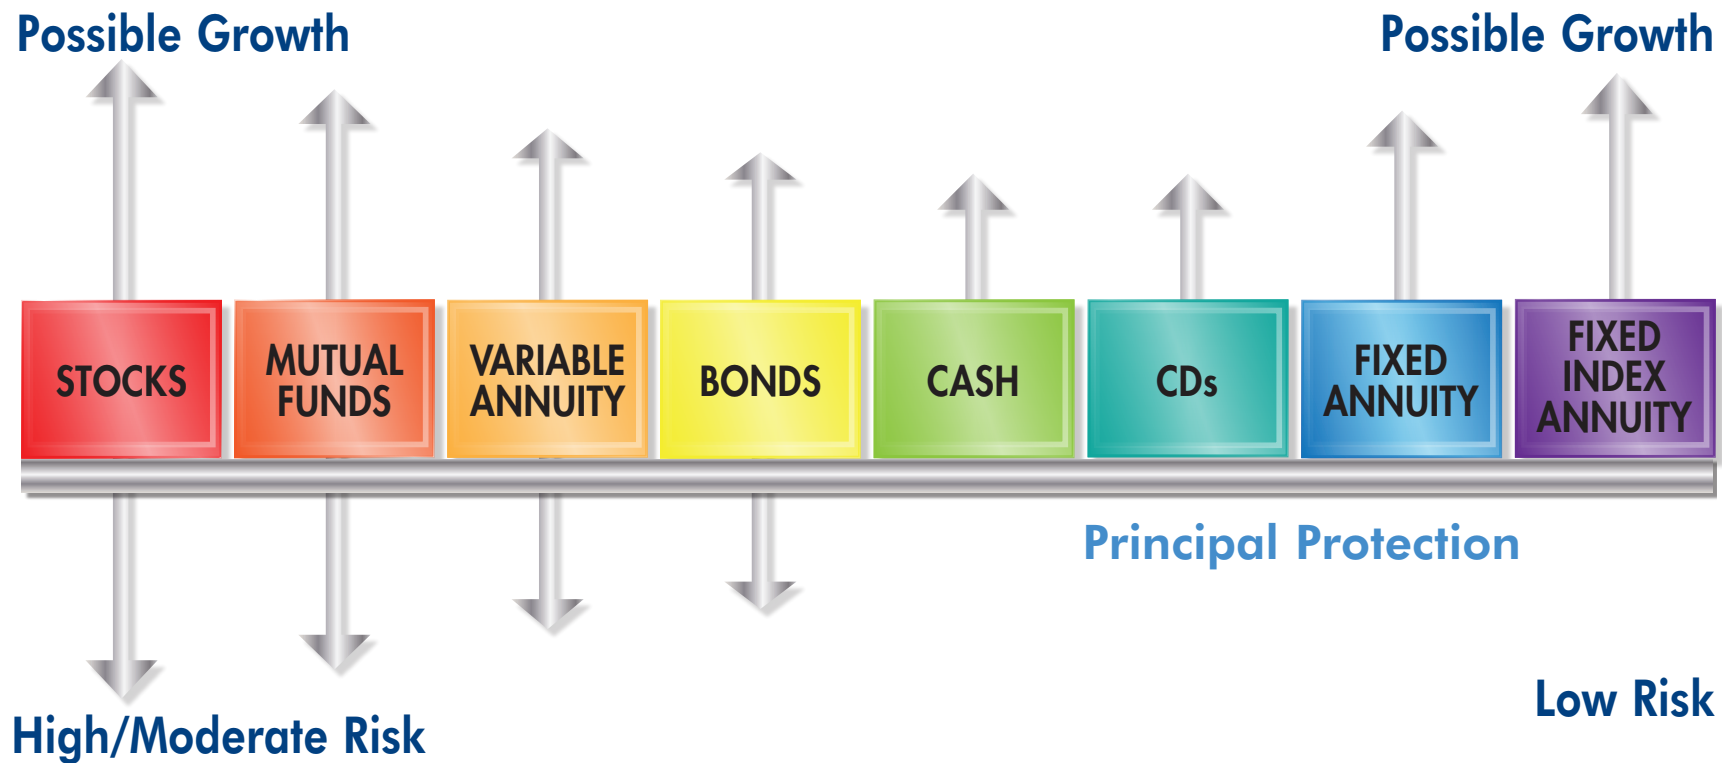 Possible Growth
Possible Growth
STOCKS
MUTUAL
FUNDS
VARIABLE
ANNUITY
BONDS
CASH
CDs
FIXED
ANNUITY
FIXED
INDEX
ANNUITY
Principal Protection
High/Moderate Risk
Low Risk